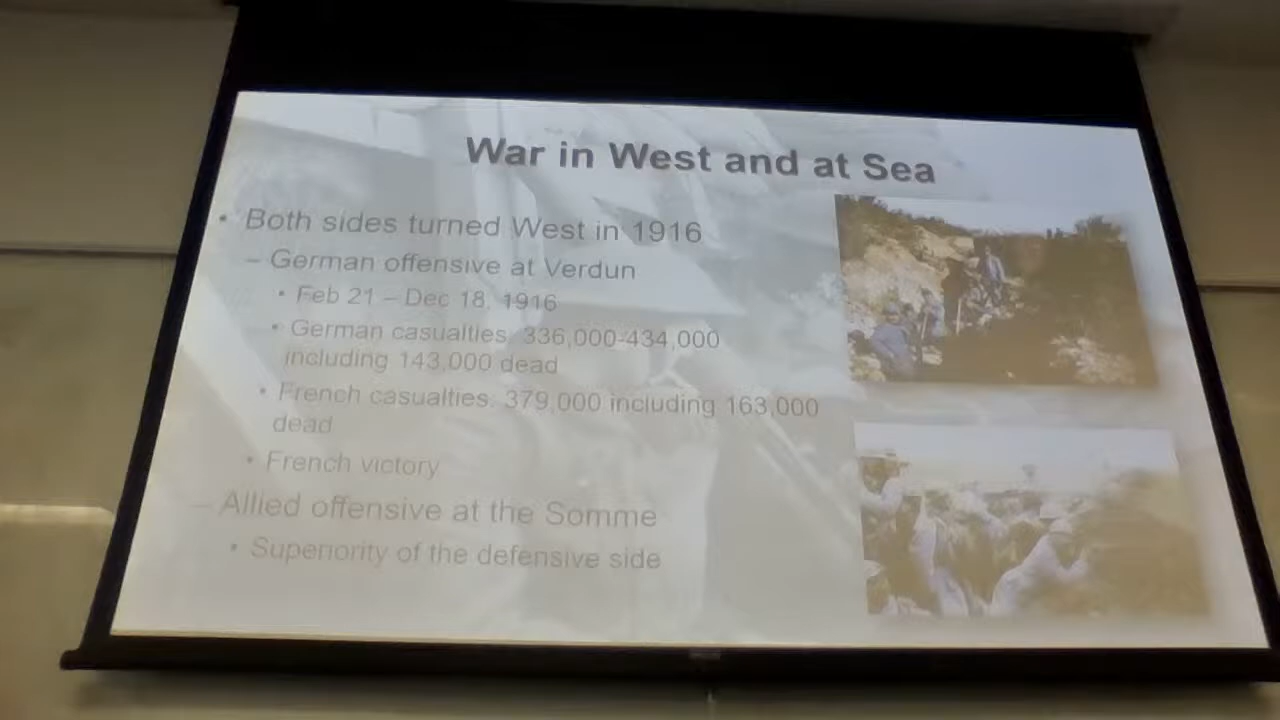 War in West and at Sea
• Both sides turned West in 1916
– German offensive at Verdun
• Feb 21 – Dec 18, 1916
• German casualties: 336,000-434,000
including 143,000 dead
• French casualties: 379,000 including 163,000
dead
• French victory
– Allied offensive at the Somme
• Superiority of the defensive side